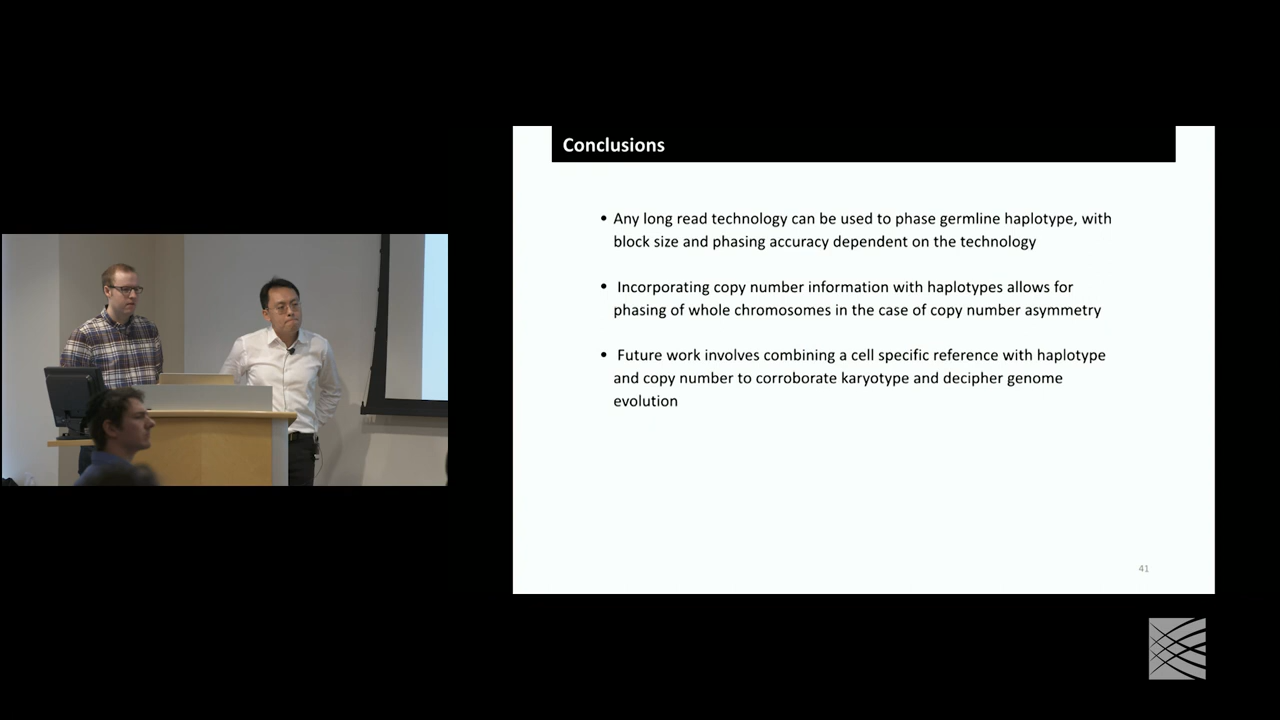 Conclusions
• Any long read technology can be used to phase germline haplotype, with
block size and phasing accuracy dependent on the technology
• Incorporating copy number information with haplotypes allows for
phasing of whole chromosomes in the case of copy number asymmetry
• Future work involves combining a cell specific reference with haplotype
and copy number to corroborate karyotype and decipher genome
evolution
41